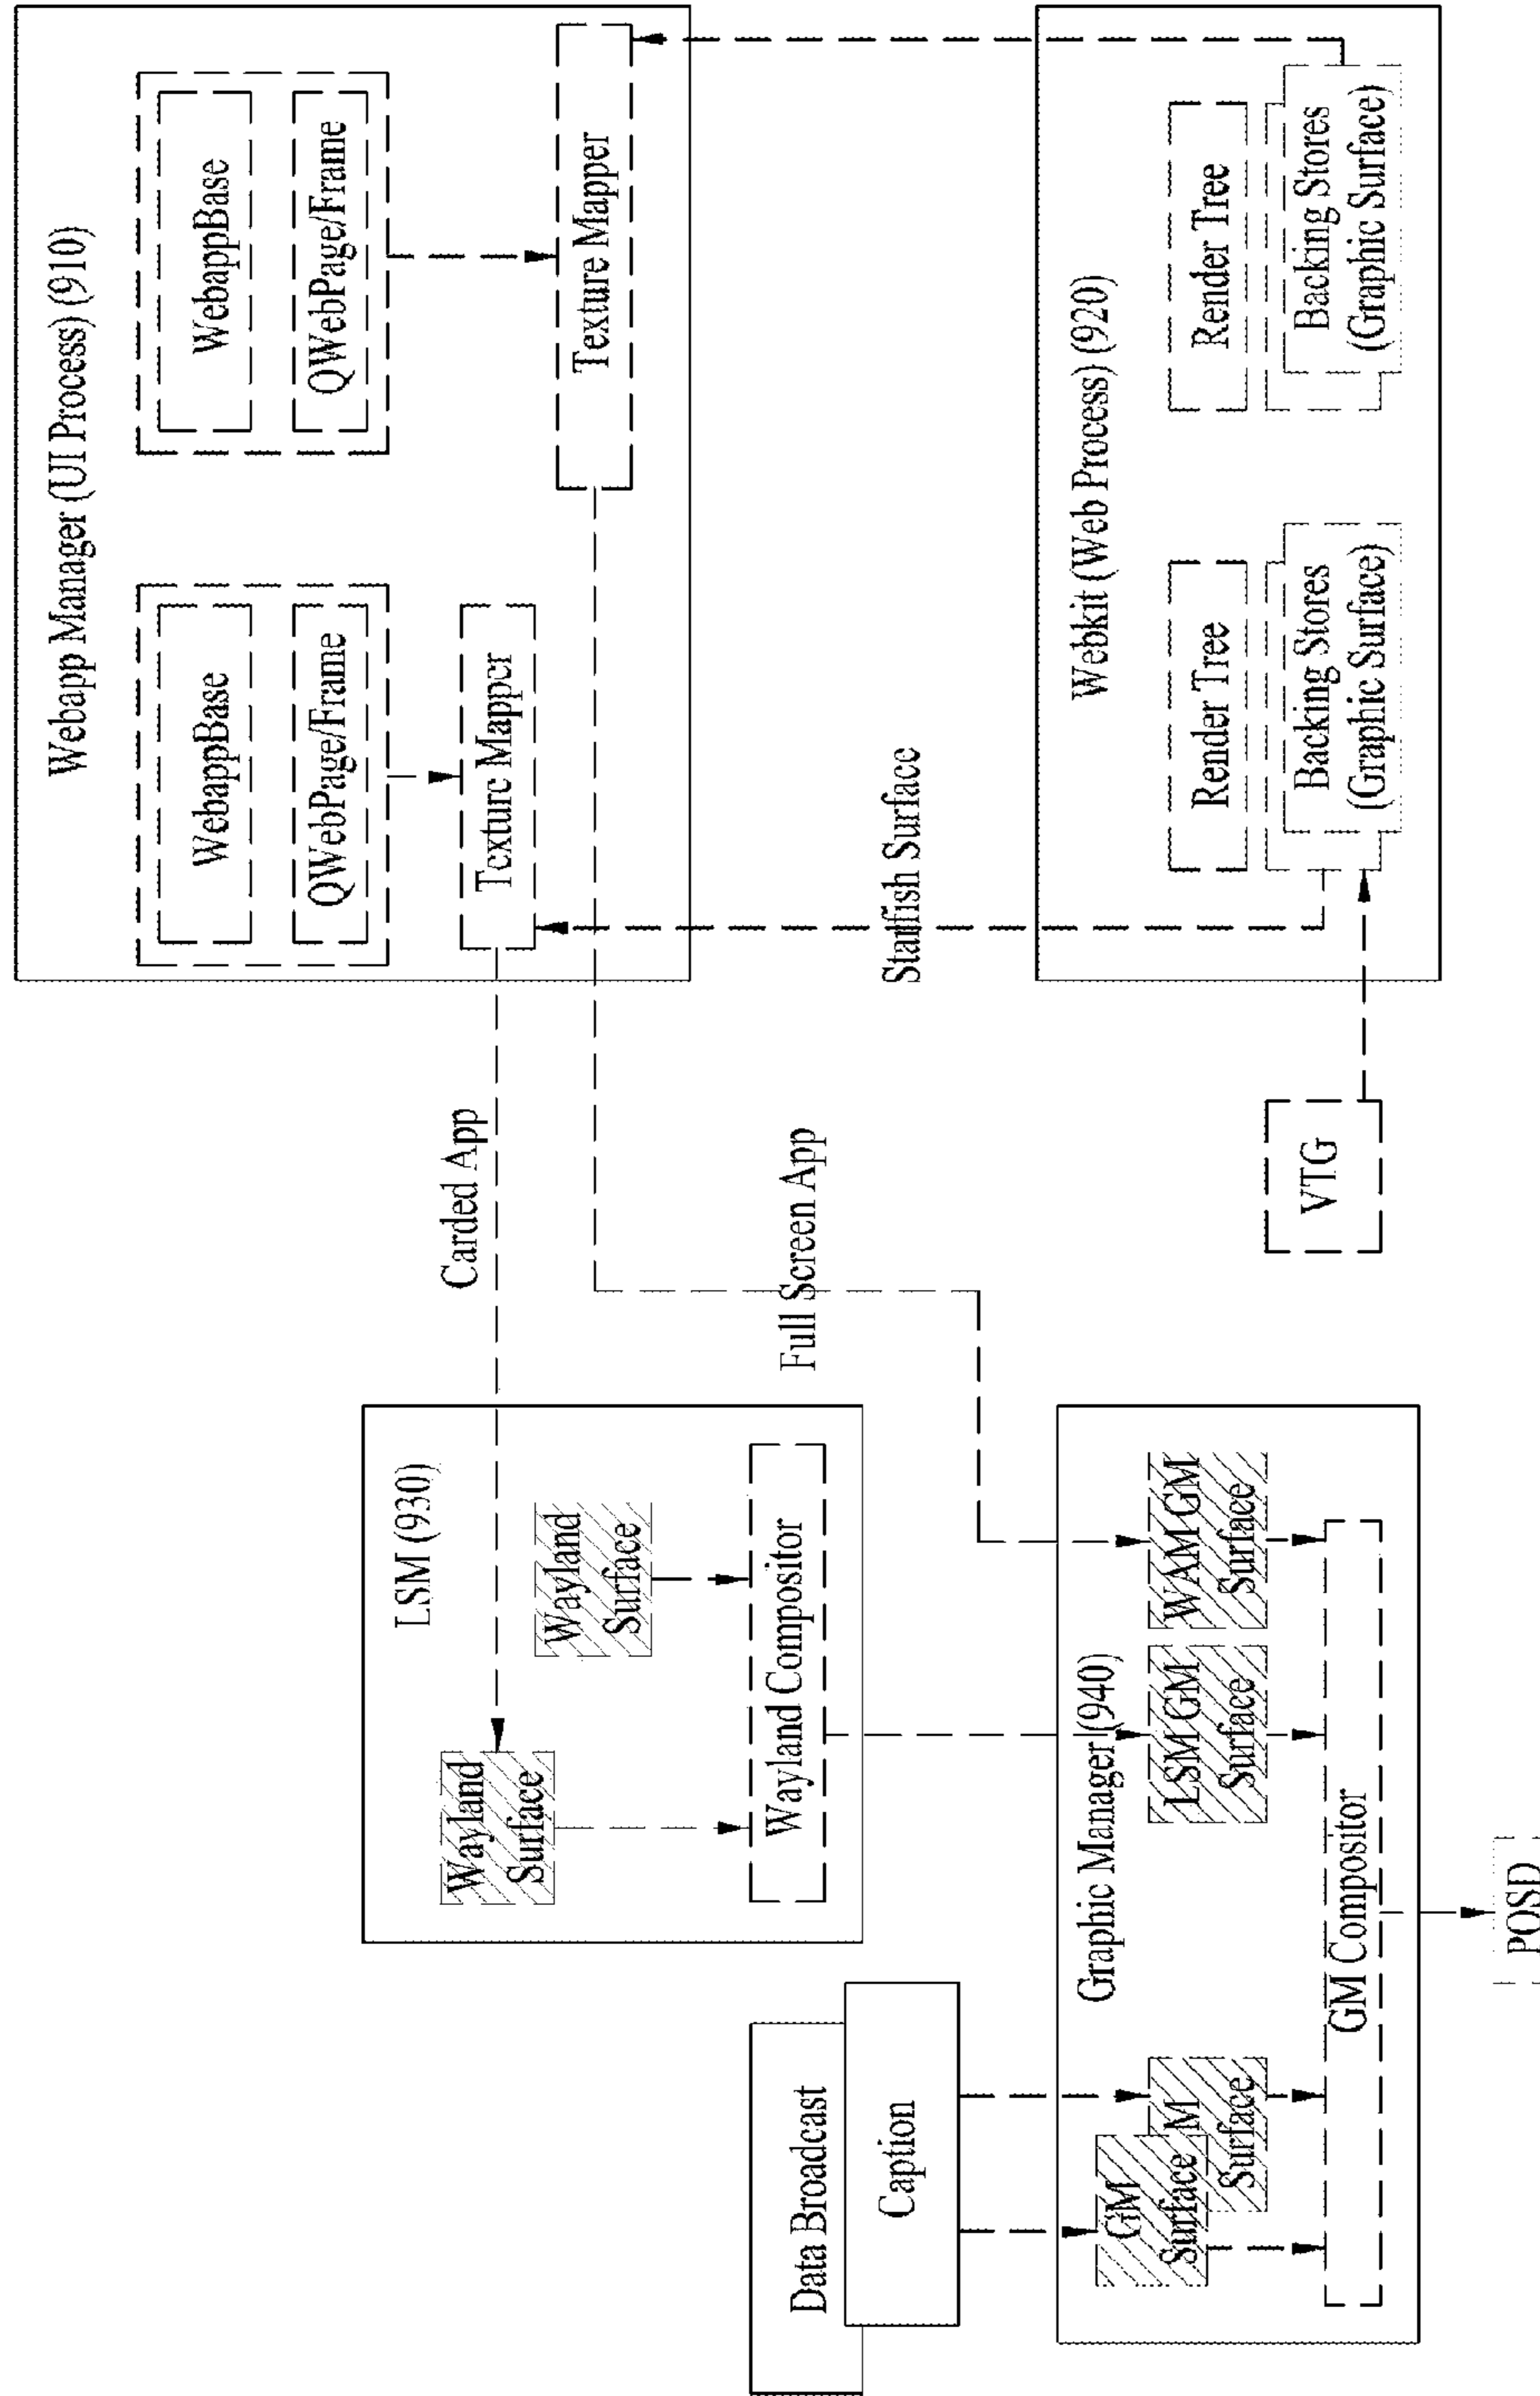 Webapp Manager (UI Process) (910)
WebappBase
QWebPage/Frame
Texture Mapper
WebappBase
QWebPage/Frame
Texture Mapper
Carded App
LSM (930)
Wayland
Surface
Wayland
Surface
Wayland Compositor
Full Screen App
Starfish Surface
Data Broadcast
Caption
Graphic Manager (940)
GM
Surface
M
Surface
LSM GM
Surface
WAM GM
Surface
GM Compositor
POSD
VTG
Webkit (Web Process) (920)
Render Tree
Backing Stores
(Graphic Surface)
Render Tree
Backing Stores
(Graphic Surface)